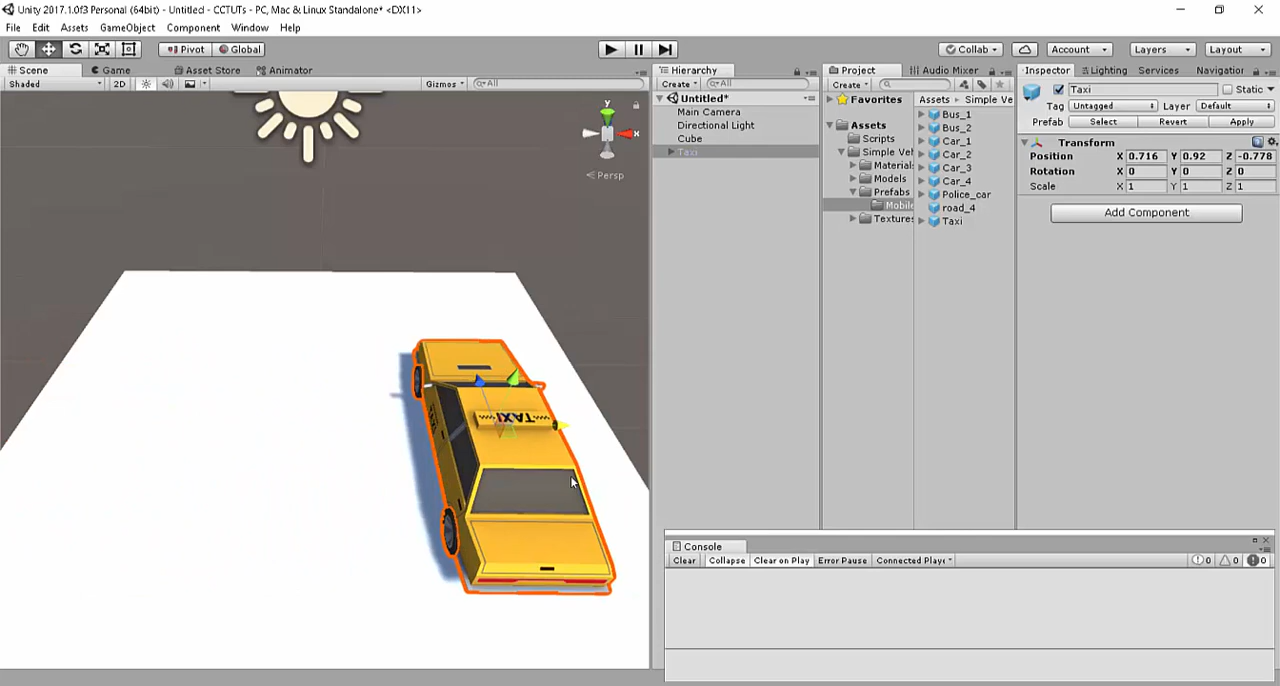 Unity 2017.1.0f3 Personal (64bit) - Untitled - CCTUTs - PC, Mac & Linux Standalone* <DX11>
File Edit Assets GameObject Component Window Help
Pivot Global Collab Account Layers Layout
Scene Game Asset Store Animator
Shaded 2D Gizmos All
y
x
Persp
TAXI
Hierarchy
Create All
Untitled*
Main Camera
Directional Light
Cube
Taxi
Project Audio Mixer
Create
Favorites
Assets
Scripts
Simple Veh
Materials
Models
Prefabs
Mobile
Textures
Assets Simple Ve
Bus_1
Bus_2
Car_1
Car_2
Car_3
Car_4
Police_car
road_4
Taxi
Inspector Lighting Services Navigation
Taxi Static
Tag Untagged Layer Default
Prefab Select Revert Apply
Transform
Position X 0.716 Y 0.92 Z -0.778
Rotation X 0 Y 0 Z 0
Scale X 1 Y 1 Z 1
Add Component
Console
Clear Collapse Clear on Play Error Pause Connected Playe 0 0 0